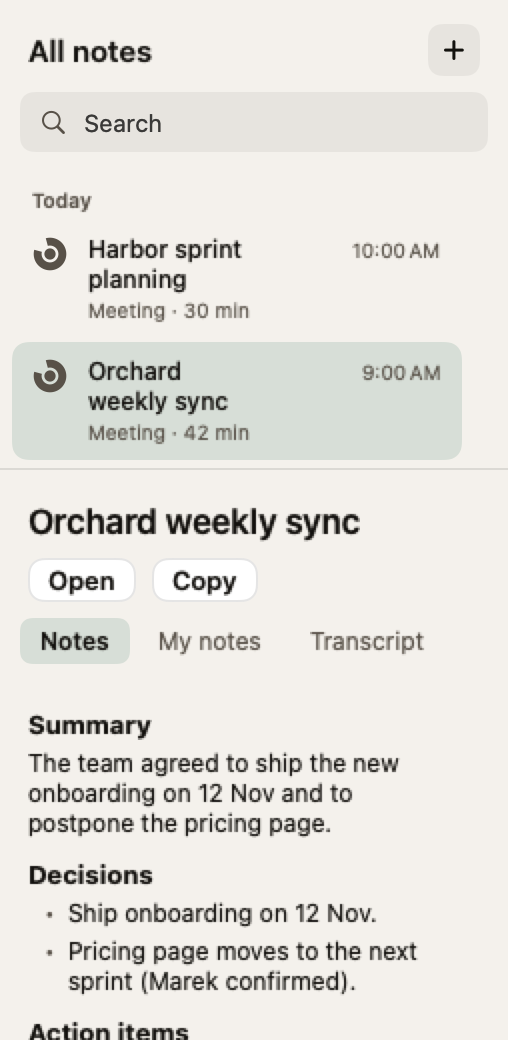 All notes
Search
Today
Harbor sprint
planning
10:00 AM
Meeting · 30 min
Orchard
weekly sync
9:00 AM
Meeting · 42 min
Orchard weekly sync
Open
Copy
Notes
My notes
Transcript
Summary
The team agreed to ship the new
onboarding on 12 Nov and to
postpone the pricing page.
Decisions
• Ship onboarding on 12 Nov.
• Pricing page moves to the next
sprint (Marek confirmed).
Action items